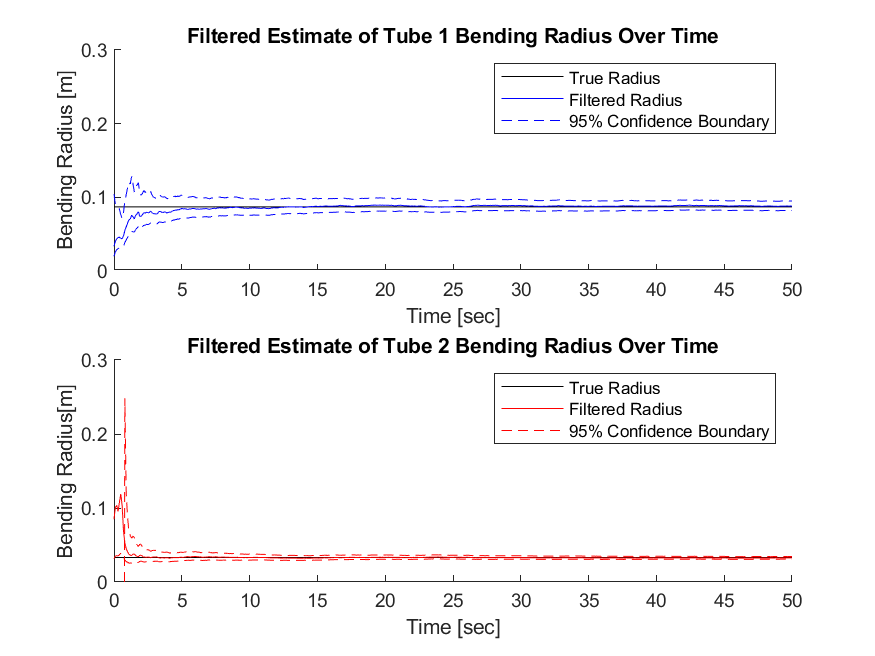 Filtered Estimate of Tube 1 Bending Radius Over Time
0.3
0.2
0.1
0
Bending Radius [m]
True Radius
Filtered Radius
95% Confidence Boundary
0 5 10 15 20 25 30 35 40 45 50
Time [sec]
Filtered Estimate of Tube 2 Bending Radius Over Time
0.3
0.2
0.1
0
Bending Radius[m]
True Radius
Filtered Radius
95% Confidence Boundary
0 5 10 15 20 25 30 35 40 45 50
Time [sec]